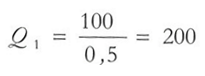 Q₁ = 100 / 0,5 = 200